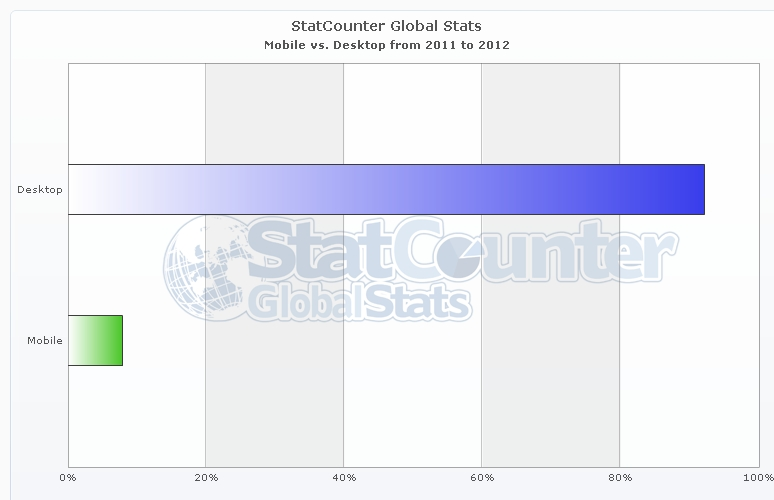 StatCounter Global Stats
Mobile vs. Desktop from 2011 to 2012
Desktop
StatCounter
GlobalStats
Mobile
0% 20% 40% 60% 80% 100%